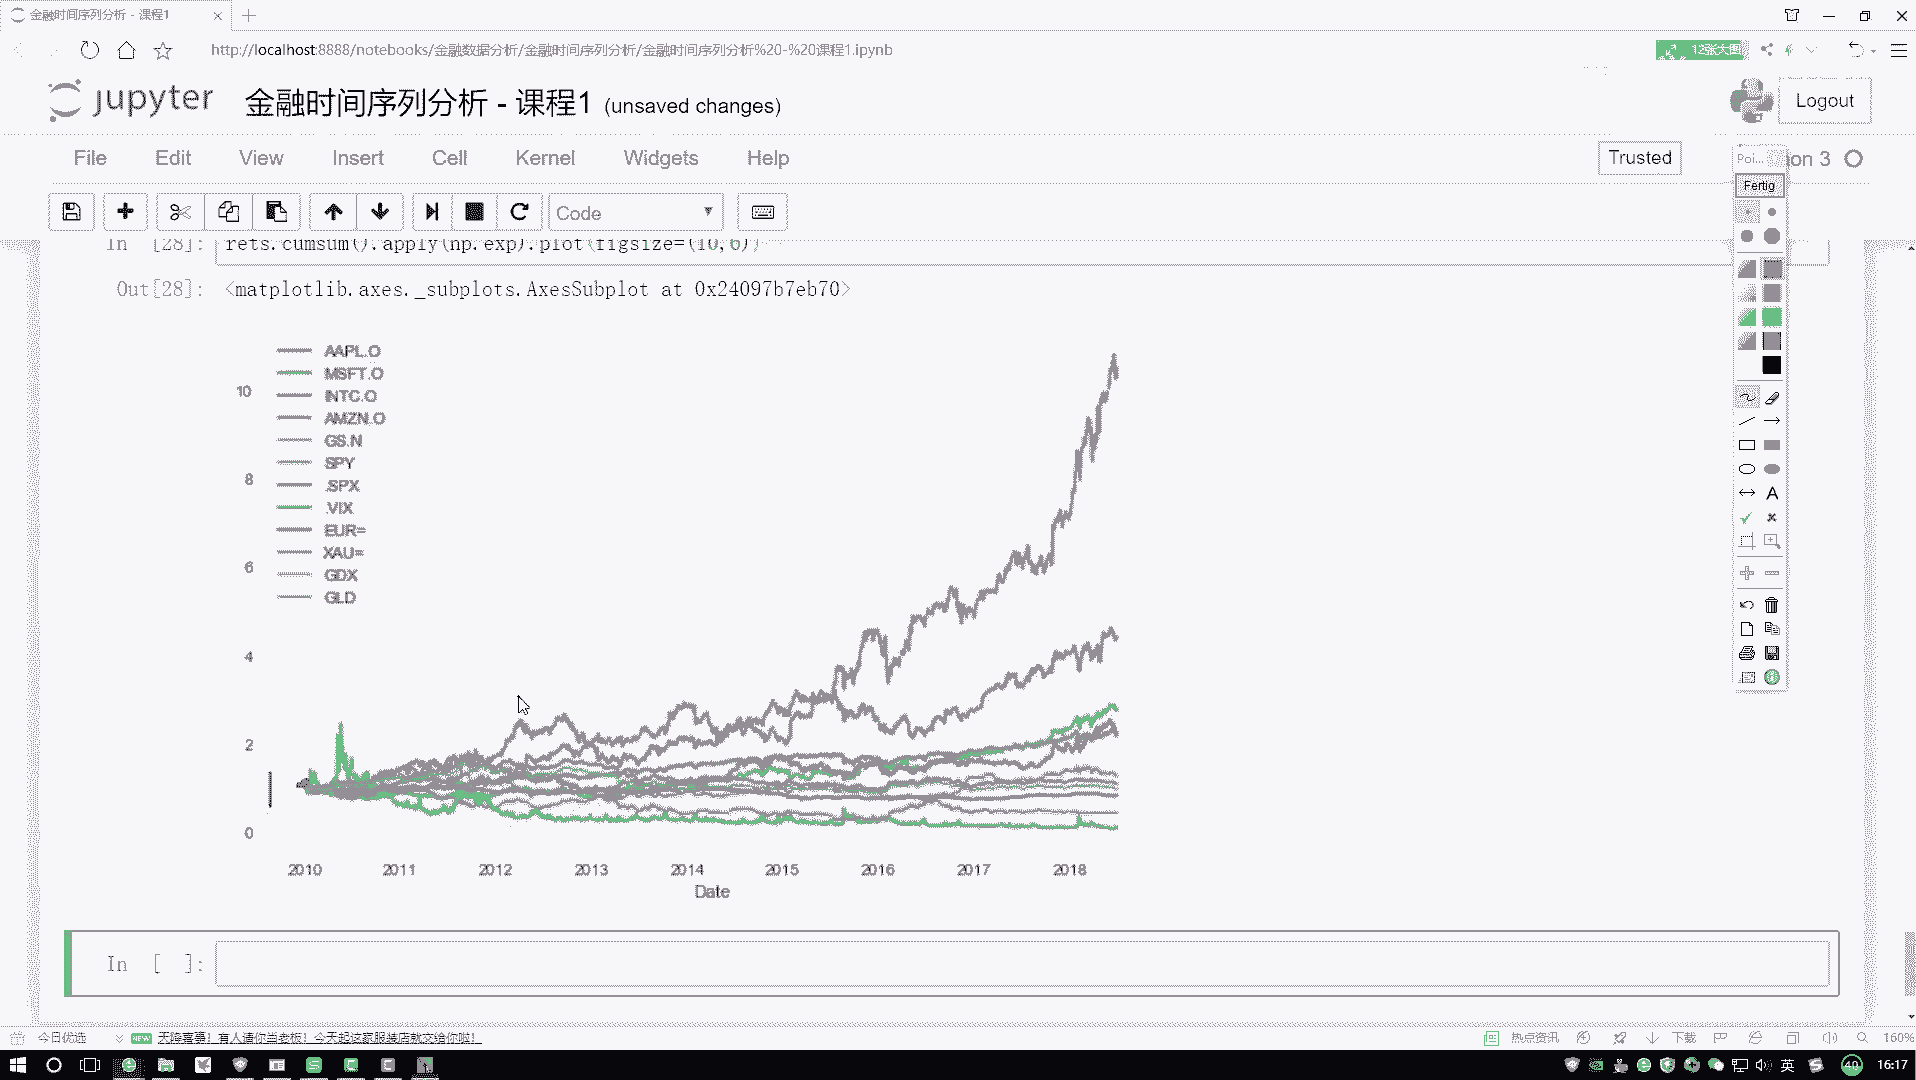 金融时间序列分析 - 课程1
http://localhost:8888/notebooks/金融数据分析/金融时间序列分析/金融时间序列分析%20-%20课程1.ipynb
12张大图
jupyter 金融时间序列分析 - 课程1 (unsaved changes)
Logout
File Edit View Insert Cell Kernel Widgets Help
Trusted
on 3
Poi...
Fertig
Code
In [28]: rets.cumsum().apply(np.exp).plot(figsize=(10,6))
Out[28]: <matplotlib.axes._subplots.AxesSubplot at 0x24097b7eb70>
AAPL.O
MSFT.O
INTC.O
AMZN.O
GS.N
SPY
.SPX
.VIX
EUR=
XAU=
GDX
GLD
10
8
6
4
2
0
2010 2011 2012 2013 2014 2015 2016 2017 2018
Date
A
In [ ]:
今日优选
NEW
天降喜事！有人请你当老板！今天起这家服装店就交给你啦！
热点资讯
下载
160%
英
40
16:17